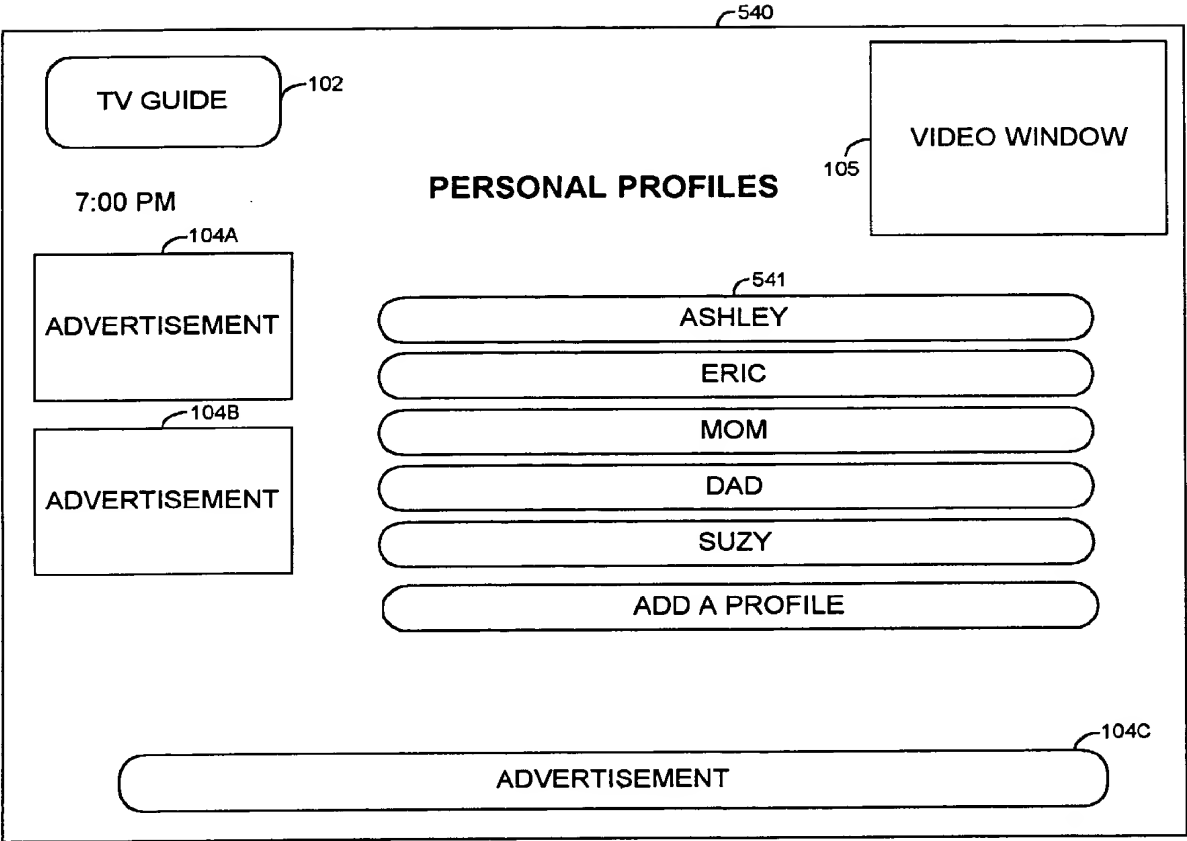 540
TV GUIDE
102
VIDEO WINDOW
105
PERSONAL PROFILES
7:00 PM
104A
ADVERTISEMENT
104B
ADVERTISEMENT
541
ASHLEY
ERIC
MOM
DAD
SUZY
ADD A PROFILE
104C
ADVERTISEMENT